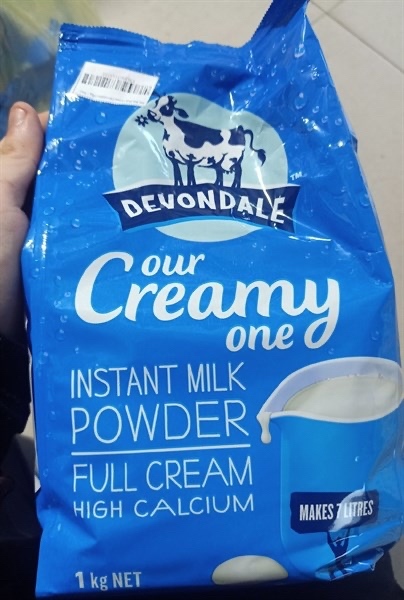 DEVONDALE
our
Creamy
one
INSTANT MILK
POWDER
FULL CREAM
HIGH CALCIUM
MAKES 7 LITRES
1 kg NET